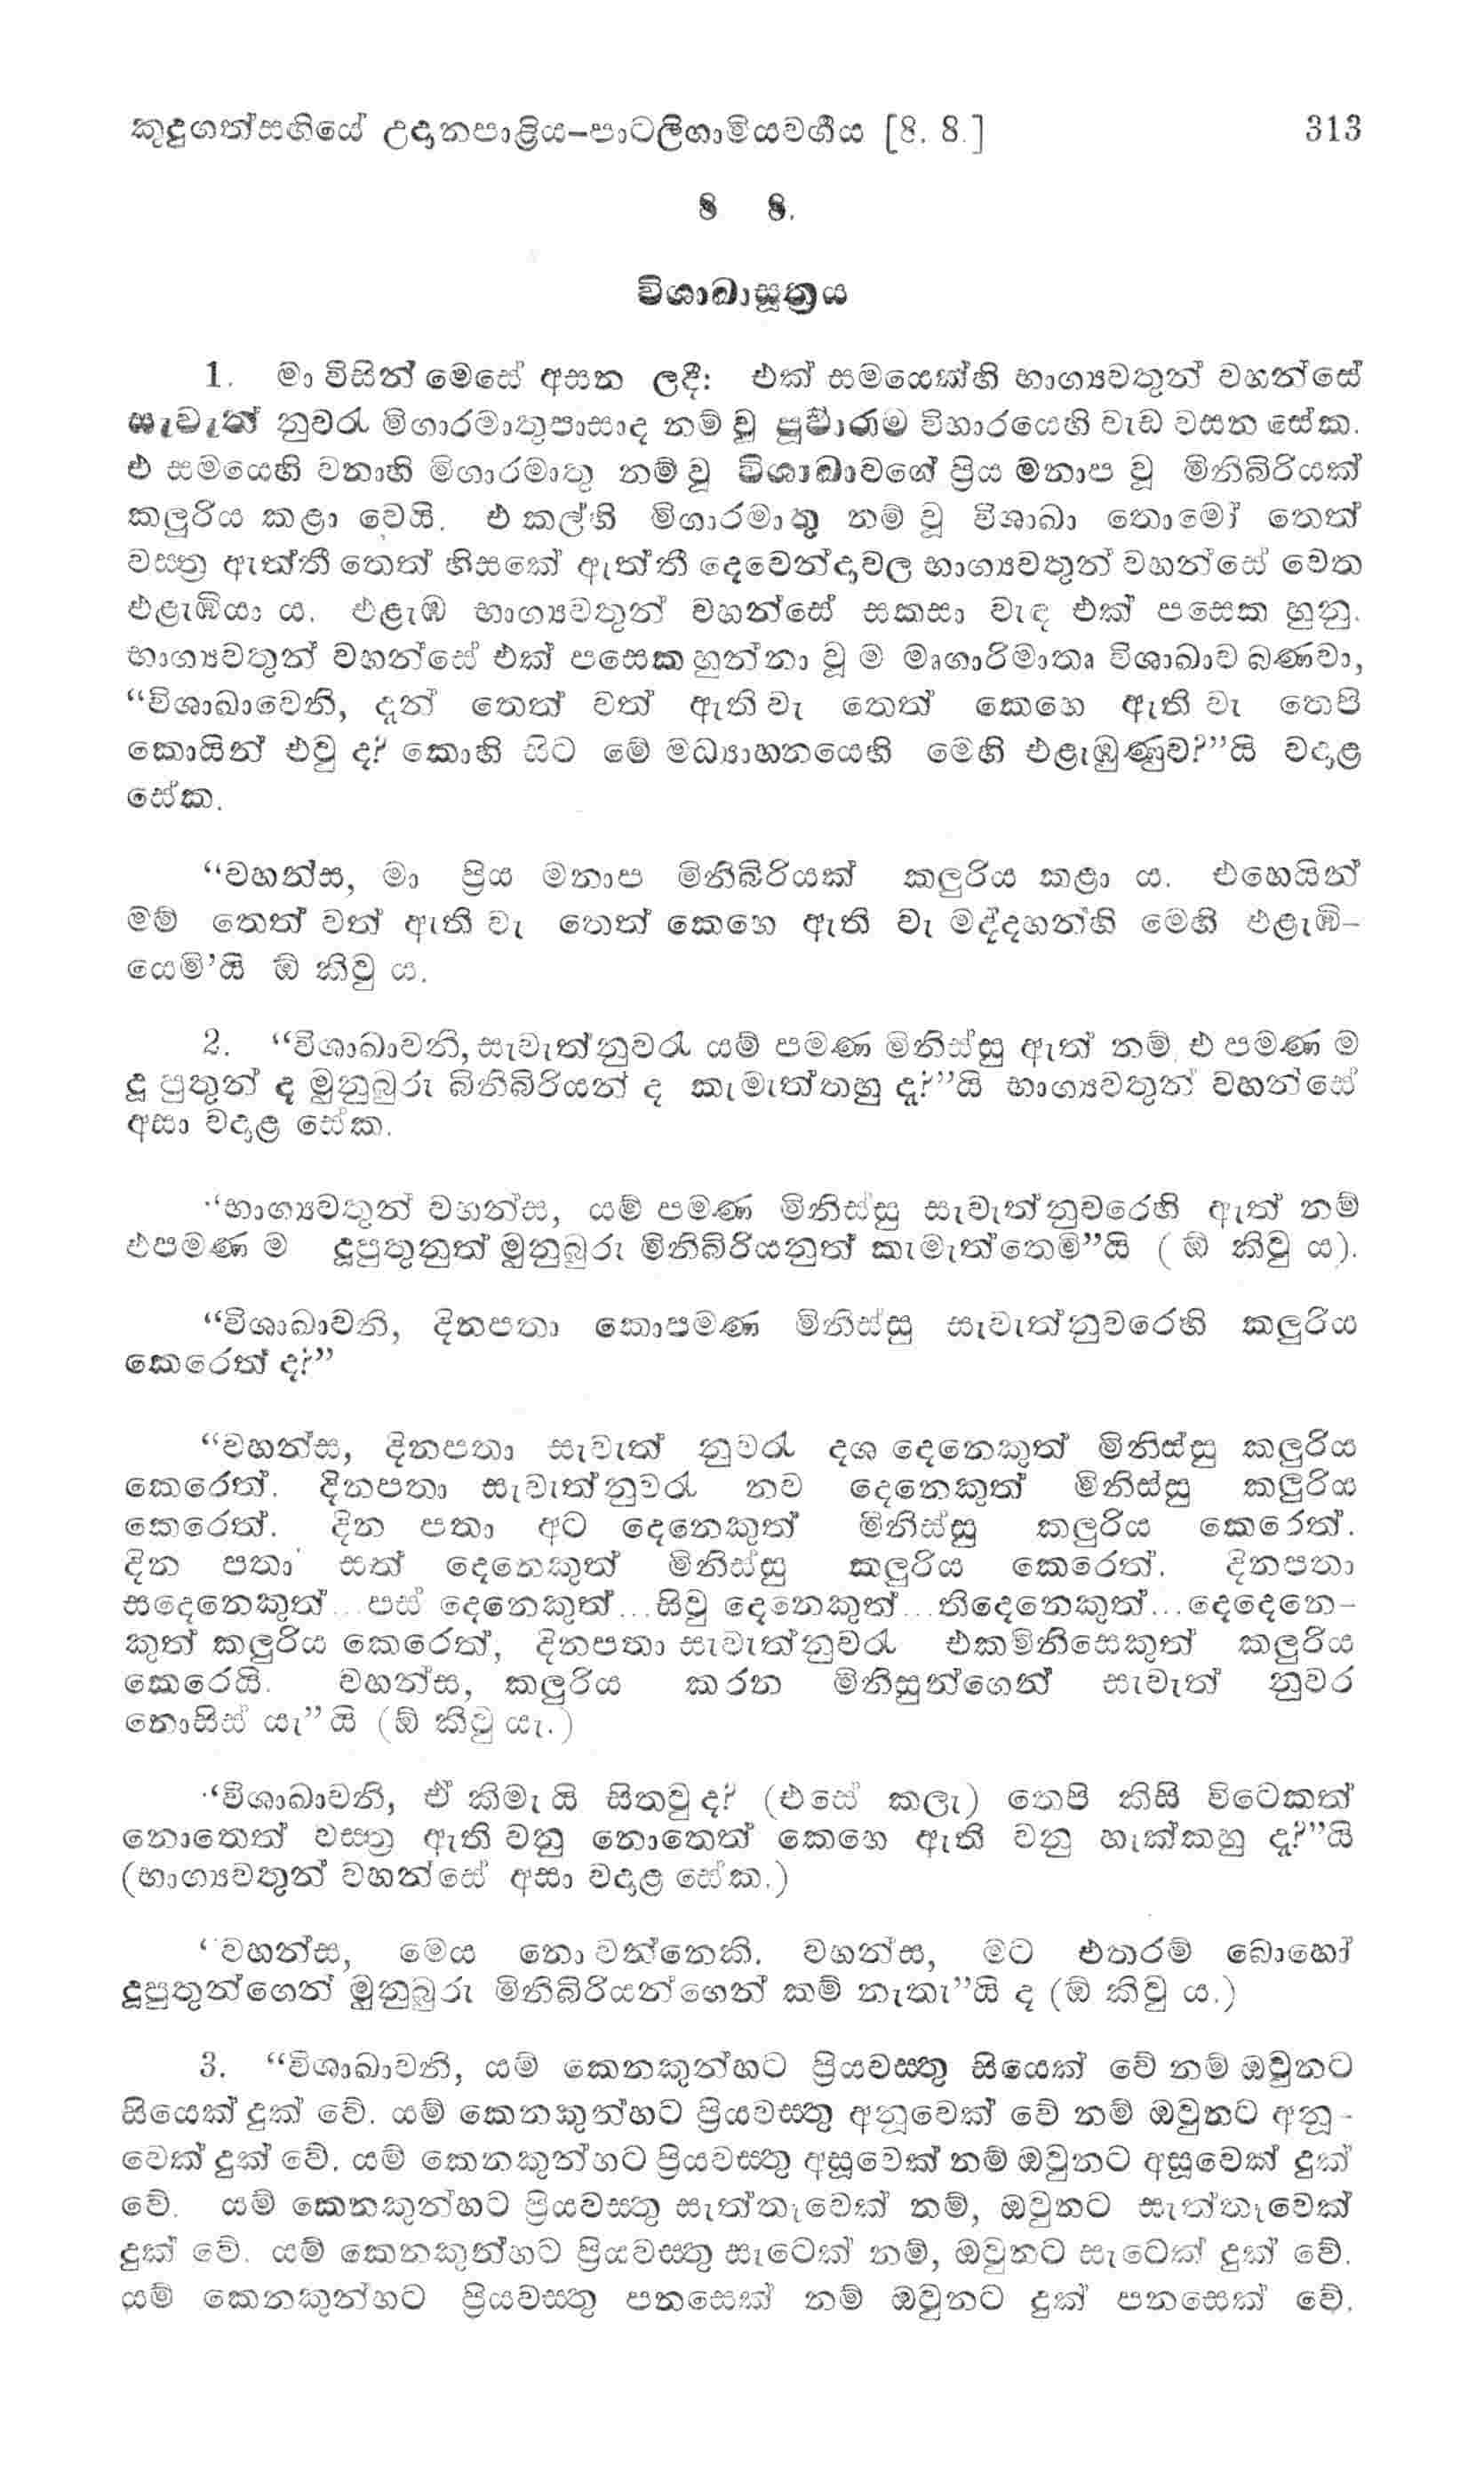 කුදුගත්සඟියේ උදානපාළිය-පාටලිගාමියවර්ගය [8. 8.] 313
8 8.
විශාඛාසූත්‍රය
1. මා විසින් මෙසේ අසන ලදී: එක් සමයෙක්හි භාග්‍යවතුන් වහන්සේ
සැවැත් නුවරැ මිගාරමාතුපාසාද නම් වූ පූර්වාරාම විහාරයෙහි වැඩ වසන සේක.
එ සමයෙහි වනාහි මිගාරමාතු නම් වූ විශාඛාවගේ ප්‍රිය මනාප වූ මිනිබිරියක්
කලුරිය කළා වෙයි. එ කල්හි මිගාරමාතු නම් වූ විශාඛා තොමෝ තෙත්
වස්ත්‍ර ඇත්තී තෙත් හිසකේ ඇත්තී දෙවෙන්දාවල භාග්‍යවතුන් වහන්සේ වෙත
එළැඹියා ය. එළැඹ භාග්‍යවතුන් වහන්සේ සකසා වැඳ එක් පසෙක හුනු.
භාග්‍යවතුන් වහන්සේ එක් පසෙක හුන්නා වූ ම මෘගාරිමාතෘ විශාඛාව බණවා,
“විශාඛාවෙනි, දැන් තෙත් වත් ඇති වැ තෙත් කෙහෙ ඇති වැ තෙපි
කොයින් එවු ද? කොහි සිට මේ මධ්‍යාහනයෙහි මෙහි එළැඹුණුව?”යි වදාළ
සේක.
“වහන්ස, මා ප්‍රිය මනාප මිනිබිරියක් කලුරිය කළා ය. එහෙයින්
මම් තෙත් වත් ඇති වැ තෙත් කෙහෙ ඇති වැ මද්දහන්හි මෙහි එළැඹි-
යෙමි’යි ඕ කිවු ය.
2. “විශාඛාවනි, සැවැත්නුවරැ යම් පමණ මිනිස්සු ඇත් නම් එ පමණ ම
දූ පුතුන් ද මුනුබුරු බිනිබිරියන් ද කැමැත්තහු දැ?”යි භාග්‍යවතුන් වහන්සේ
අසා වදාළ සේක.
“භාග්‍යවතුන් වහන්ස, යම් පමණ මිනිස්සු සැවැත්නුවරෙහි ඇත් නම්
එපමණ ම දූපුතුනුත් මුනුබුරු මිනිබිරියනුත් කැමැත්තෙමි”යි (ඕ කිවු ය).
“විශාඛාවනි, දිනපතා කොපමණ මිනිස්සු සැවැත්නුවරෙහි කලුරිය
කෙරෙත් ද?”
“වහන්ස, දිනපතා සැවැත් නුවරැ දශ දෙනෙකුත් මිනිස්සු කලුරිය
කෙරෙත්. දිනපතා සැවැත්නුවරැ නව දෙනෙකුත් මිනිස්සු කලුරිය
කෙරෙත්. දින පතා අට දෙනෙකුත් මිනිස්සු කලුරිය කෙරෙත්.
දින පතා සත් දෙනෙකුත් මිනිස්සු කලුරිය කෙරෙත්. දිනපතා
සදෙනෙකුත්... පස් දෙනෙකුත්... සිවු දෙනෙකුත්... තිදෙනෙකුත්... දෙදෙනෙ-
කුත් කලුරිය කෙරෙත්, දිනපතා සැවැත්නුවරැ එකමිනිසෙකුත් කලුරිය
කෙරෙයි. වහන්ස, කලුරිය කරන මිනිසුන්ගෙන් සැවැත් නුවර
නොසිස් යැ”යි (ඕ කිවු යැ.)
“විශාඛාවනි, ඒ කිමැ යි සිතවු ද? (එසේ කලැ) තෙපි කිසි විටෙකත්
නොතෙත් වස්ත්‍ර ඇති වනු නොතෙත් කෙහෙ ඇති වනු හැක්කහු දැ?”යි
(භාග්‍යවතුන් වහන්සේ අසා වදාළ සේක.)
“වහන්ස, මෙය නො වන්නෙකි. වහන්ස, මට එතරම් බොහෝ
දූපුතුන්ගෙන් මුනුබුරු මිනිබිරියන්ගෙන් කම් නැතැ”යි ද (ඕ කිවු ය.)
3. “විශාඛාවනි, යම් කෙනකුන්හට ප්‍රියවස්තු සියෙක් වේ නම් ඔවුනට
සියෙක් දුක් වේ. යම් කෙනකුන්හට ප්‍රියවස්තු අනූවෙක් වේ නම් ඔවුනට අනූ-
වෙක් දුක් වේ. යම් කෙනකුන්හට ප්‍රියවස්තු අසූවෙක් නම් ඔවුනට අසූවෙක් දුක්
වේ. යම් කෙනකුන්හට ප්‍රියවස්තු සැත්තෑවෙක් නම්, ඔවුනට සැත්තෑවෙක්
දුක් වේ. යම් කෙනකුන්හට ප්‍රියවස්තු සැටෙක් නම්, ඔවුනට සැටෙක් දුක් වේ.
යම් කෙනකුන්හට ප්‍රියවස්තු පනසෙක් නම් ඔවුනට දුක් පනසෙක් වේ.